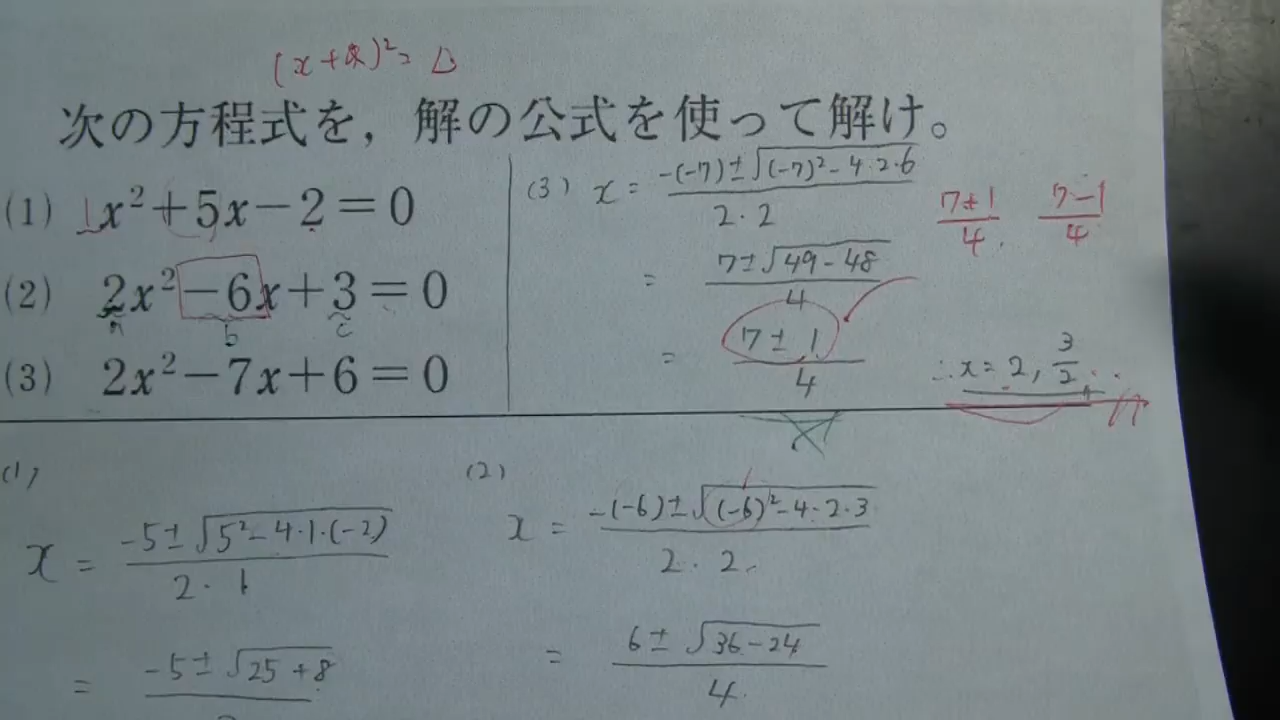 (x+)²=△
次の方程式を，解の公式を使って解け。
(1) 1x²+5x−2=0
(2) 2x²−6x+3=0
a b c
(3) 2x²−7x+6=0
(3) x = (-(-7)±√((-7)²-4·2·6))/(2·2)
= (7±√(49-48))/4
= (7±1)/4
(7+1)/4 (7-1)/4
∴x=2, 3/2
(1)
x = (-5±√(5²-4·1·(-2)))/(2·1)
= -5±√(25+8)
(2)
x = (-(-6)±√((-6)²-4·2·3))/(2·2)
= (6±√(36-24))/4